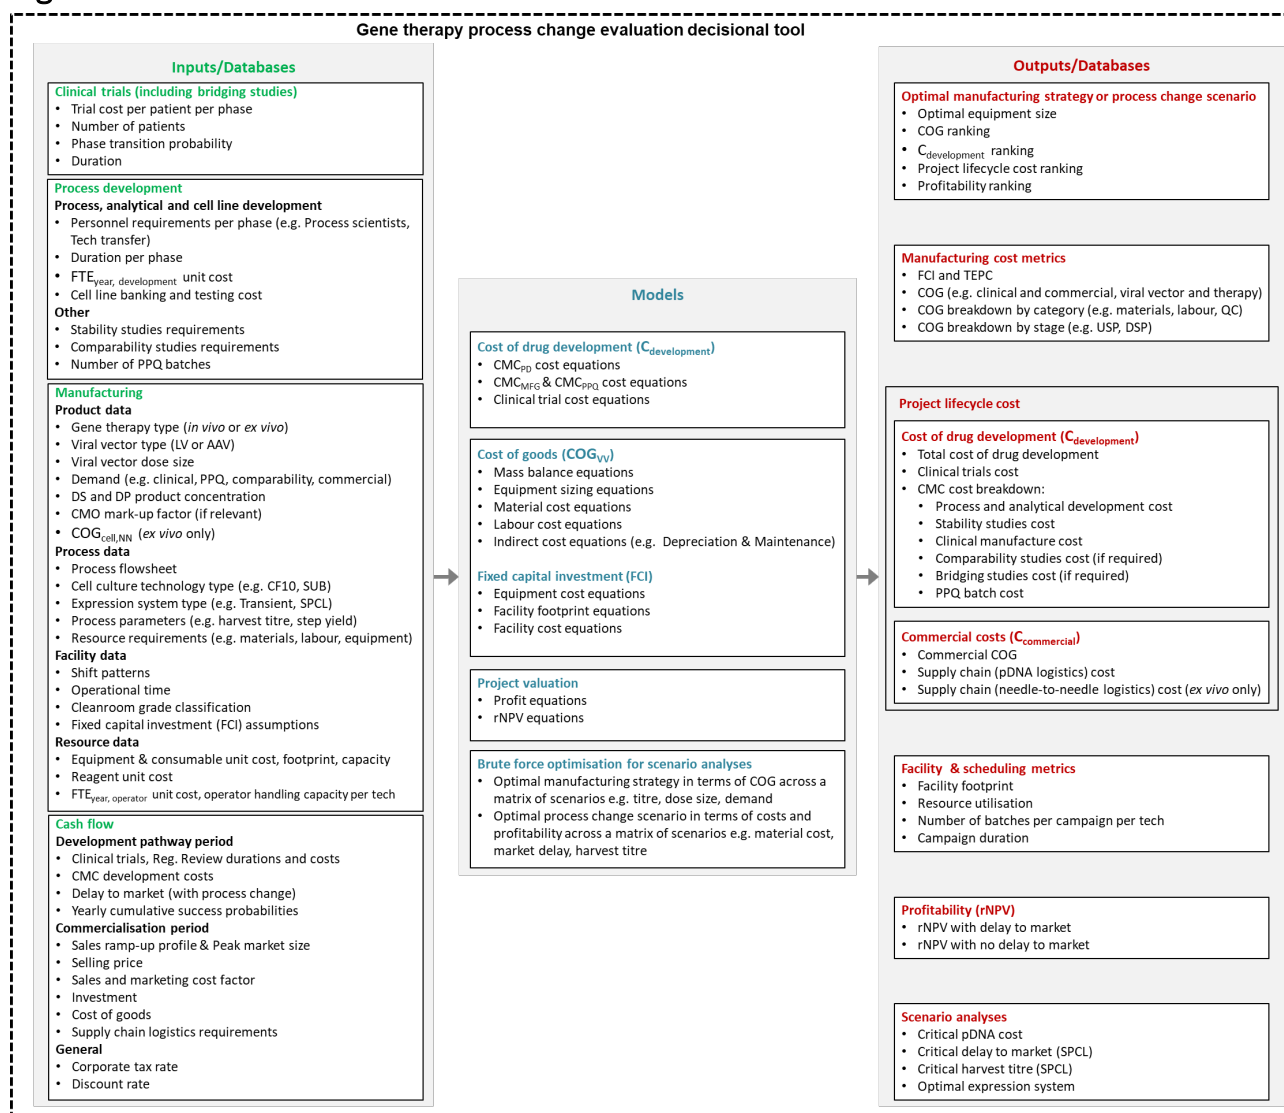 Gene therapy process change evaluation decisional tool
Inputs/Databases
Clinical trials (including bridging studies)
• Trial cost per patient per phase
• Number of patients
• Phase transition probability
• Duration
Process development
Process, analytical and cell line development
• Personnel requirements per phase (e.g. Process scientists,
Tech transfer)
• Duration per phase
• FTEyear, development unit cost
• Cell line banking and testing cost
Other
• Stability studies requirements
• Comparability studies requirements
• Number of PPQ batches
Manufacturing
Product data
• Gene therapy type (in vivo or ex vivo)
• Viral vector type (LV or AAV)
• Viral vector dose size
• Demand (e.g. clinical, PPQ, comparability, commercial)
• DS and DP product concentration
• CMO mark-up factor (if relevant)
• COGcell,NN (ex vivo only)
Process data
• Process flowsheet
• Cell culture technology type (e.g. CF10, SUB)
• Expression system type (e.g. Transient, SPCL)
• Process parameters (e.g. harvest titre, step yield)
• Resource requirements (e.g. materials, labour, equipment)
Facility data
• Shift patterns
• Operational time
• Cleanroom grade classification
• Fixed capital investment (FCI) assumptions
Resource data
• Equipment & consumable unit cost, footprint, capacity
• Reagent unit cost
• FTEyear, operator unit cost, operator handling capacity per tech
Cash flow
Development pathway period
• Clinical trials, Reg. Review durations and costs
• CMC development costs
• Delay to market (with process change)
• Yearly cumulative success probabilities
Commercialisation period
• Sales ramp-up profile & Peak market size
• Selling price
• Sales and marketing cost factor
• Investment
• Cost of goods
• Supply chain logistics requirements
General
• Corporate tax rate
• Discount rate
Models
Cost of drug development (Cdevelopment)
• CMCPD cost equations
• CMCMFG & CMCPPQ cost equations
• Clinical trial cost equations
Cost of goods (COGVV)
• Mass balance equations
• Equipment sizing equations
• Material cost equations
• Labour cost equations
• Indirect cost equations (e.g. Depreciation & Maintenance)
Fixed capital investment (FCI)
• Equipment cost equations
• Facility footprint equations
• Facility cost equations
Project valuation
• Profit equations
• rNPV equations
Brute force optimisation for scenario analyses
• Optimal manufacturing strategy in terms of COG across a
matrix of scenarios e.g. titre, dose size, demand
• Optimal process change scenario in terms of costs and
profitability across a matrix of scenarios e.g. material cost,
market delay, harvest titre
Outputs/Databases
Optimal manufacturing strategy or process change scenario
• Optimal equipment size
• COG ranking
• Cdevelopment ranking
• Project lifecycle cost ranking
• Profitability ranking
Manufacturing cost metrics
• FCI and TEPC
• COG (e.g. clinical and commercial, viral vector and therapy)
• COG breakdown by category (e.g. materials, labour, QC)
• COG breakdown by stage (e.g. USP, DSP)
Project lifecycle cost
Cost of drug development (Cdevelopment)
• Total cost of drug development
• Clinical trials cost
• CMC cost breakdown:
• Process and analytical development cost
• Stability studies cost
• Clinical manufacture cost
• Comparability studies cost (if required)
• Bridging studies cost (if required)
• PPQ batch cost
Commercial costs (Ccommercial)
• Commercial COG
• Supply chain (pDNA logistics) cost
• Supply chain (needle-to-needle logistics) cost (ex vivo only)
Facility & scheduling metrics
• Facility footprint
• Resource utilisation
• Number of batches per campaign per tech
• Campaign duration
Profitability (rNPV)
• rNPV with delay to market
• rNPV with no delay to market
Scenario analyses
• Critical pDNA cost
• Critical delay to market (SPCL)
• Critical harvest titre (SPCL)
• Optimal expression system